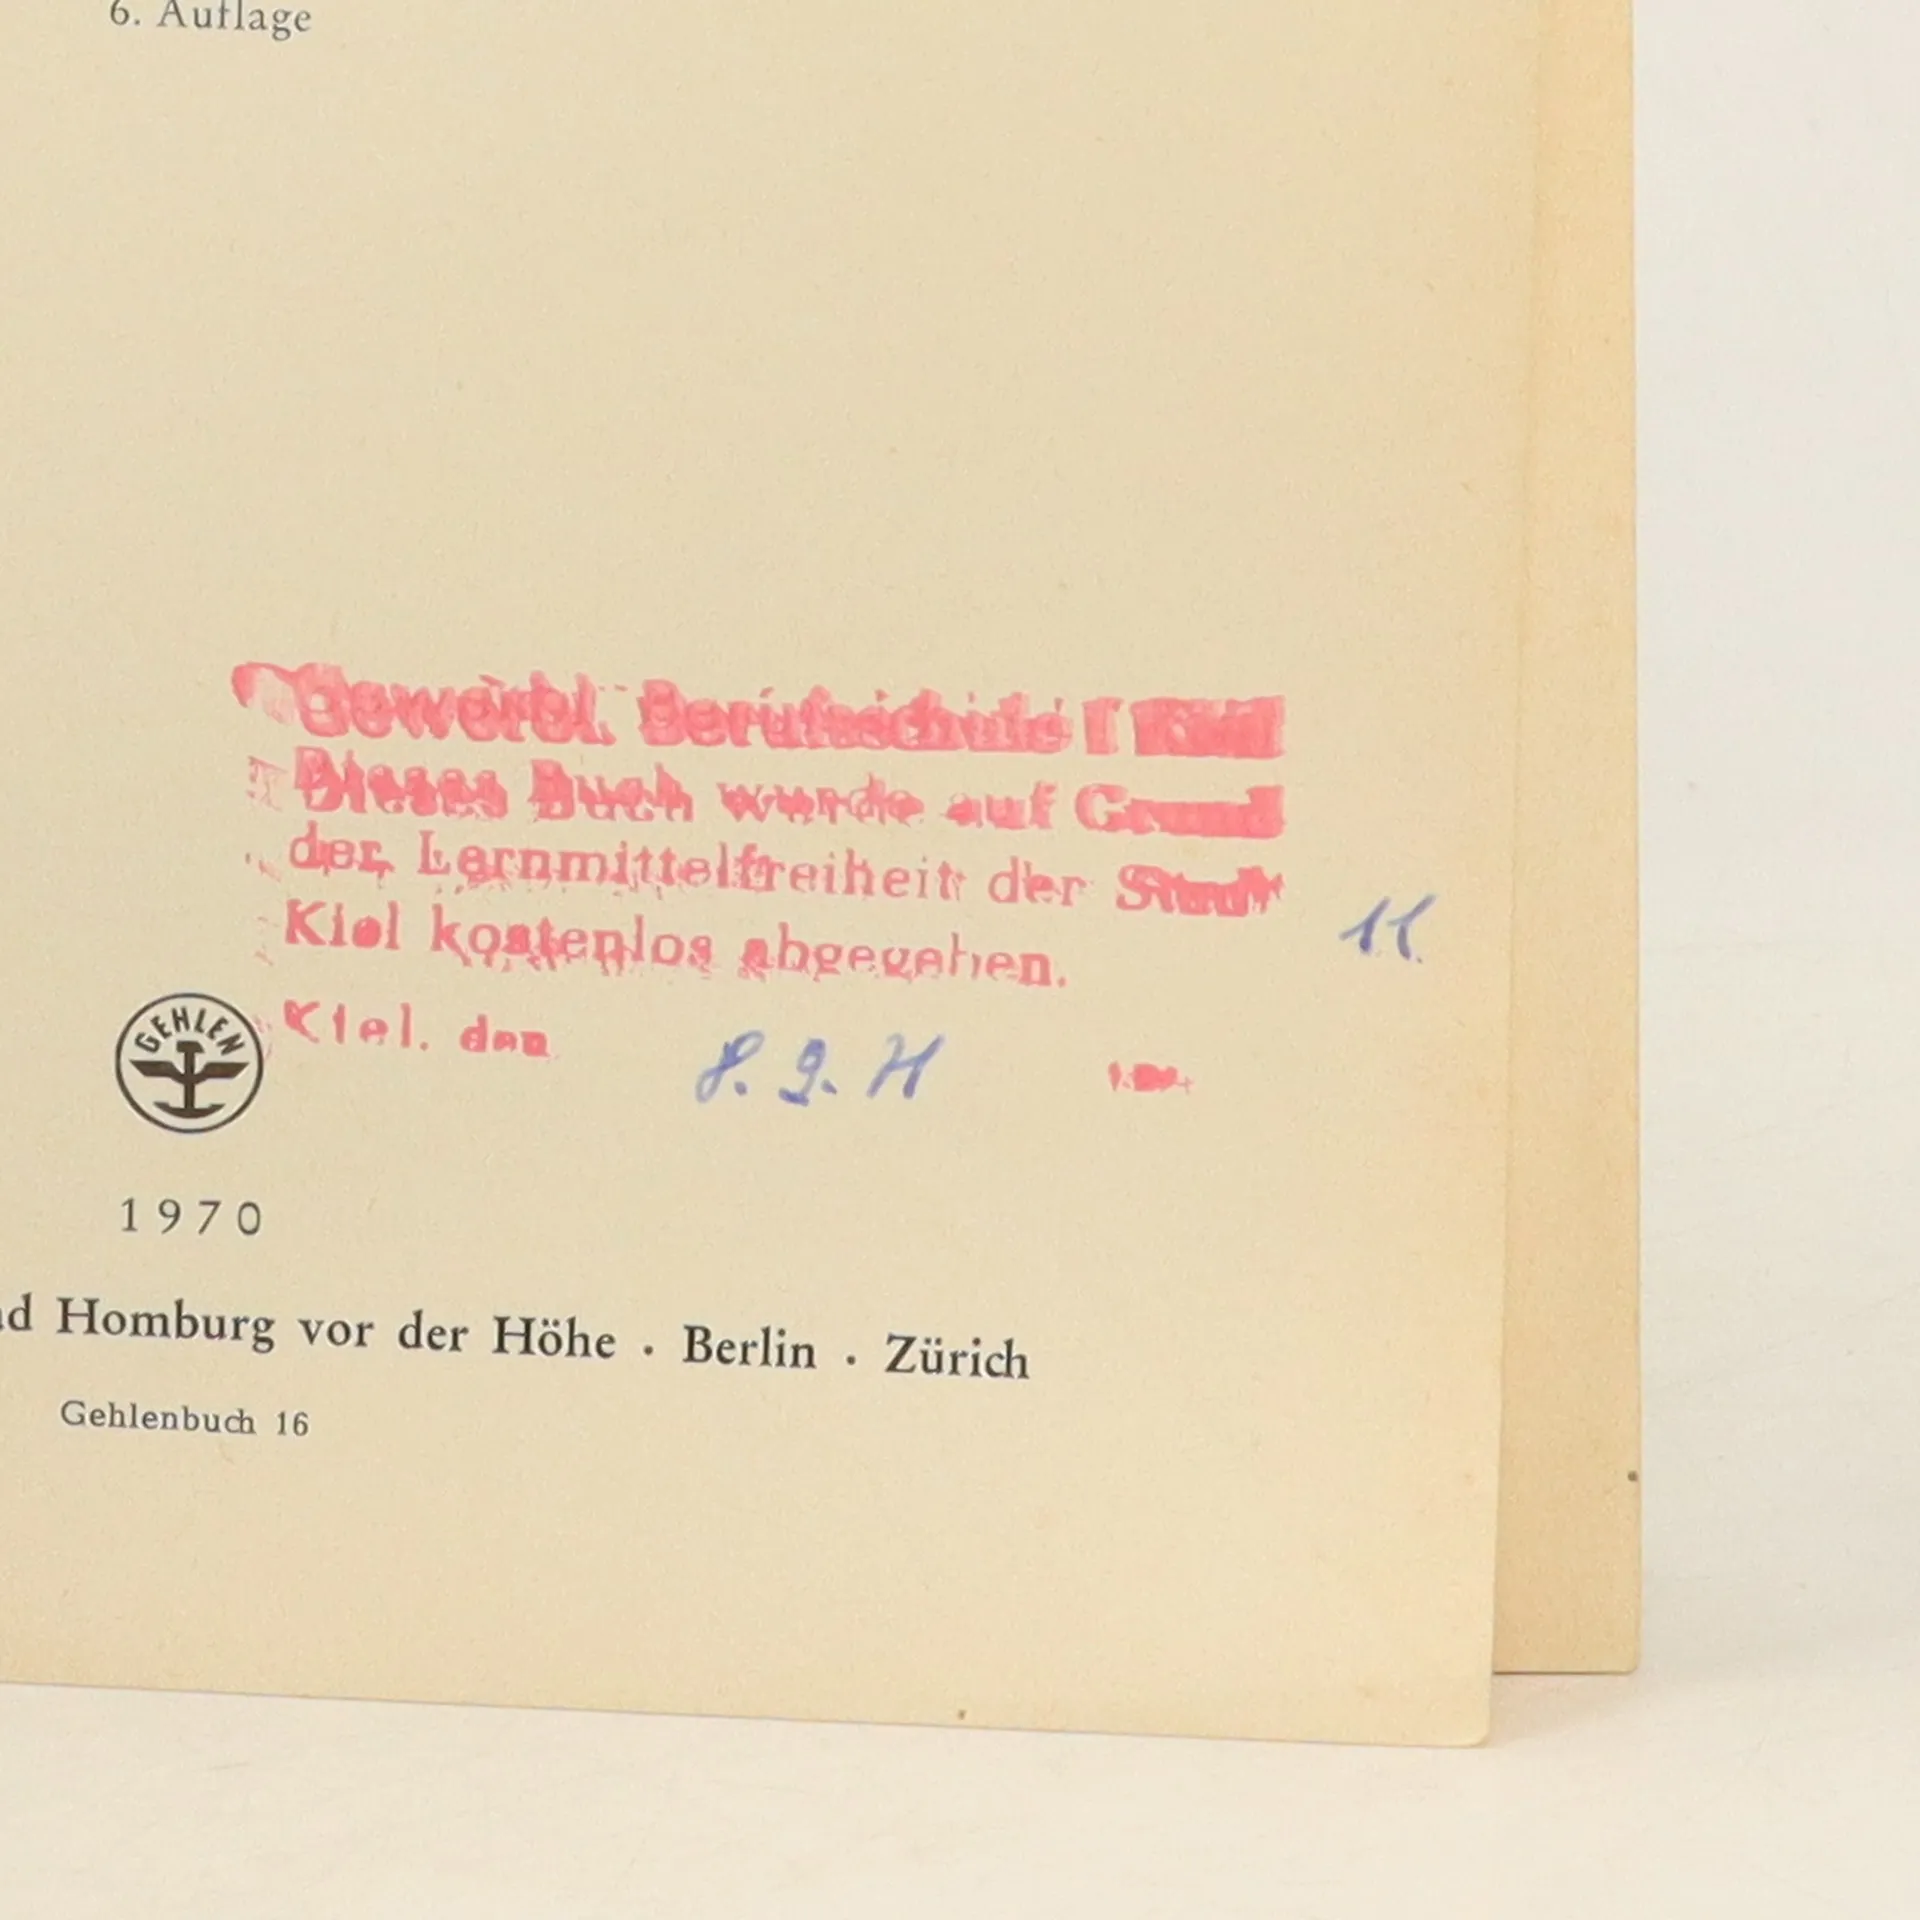 6. Auflage
Gewerbl. Berufsschule I Kiel
Dieses Buch wurde auf Grund
der Lernmittelfreiheit der Stadt
Kiel kostenlos abgegeben.
11.
Kiel. den 8. 9.
GEHLEN
1970
ad Homburg vor der Höhe · Berlin · Zürich
Gehlenbuch 16